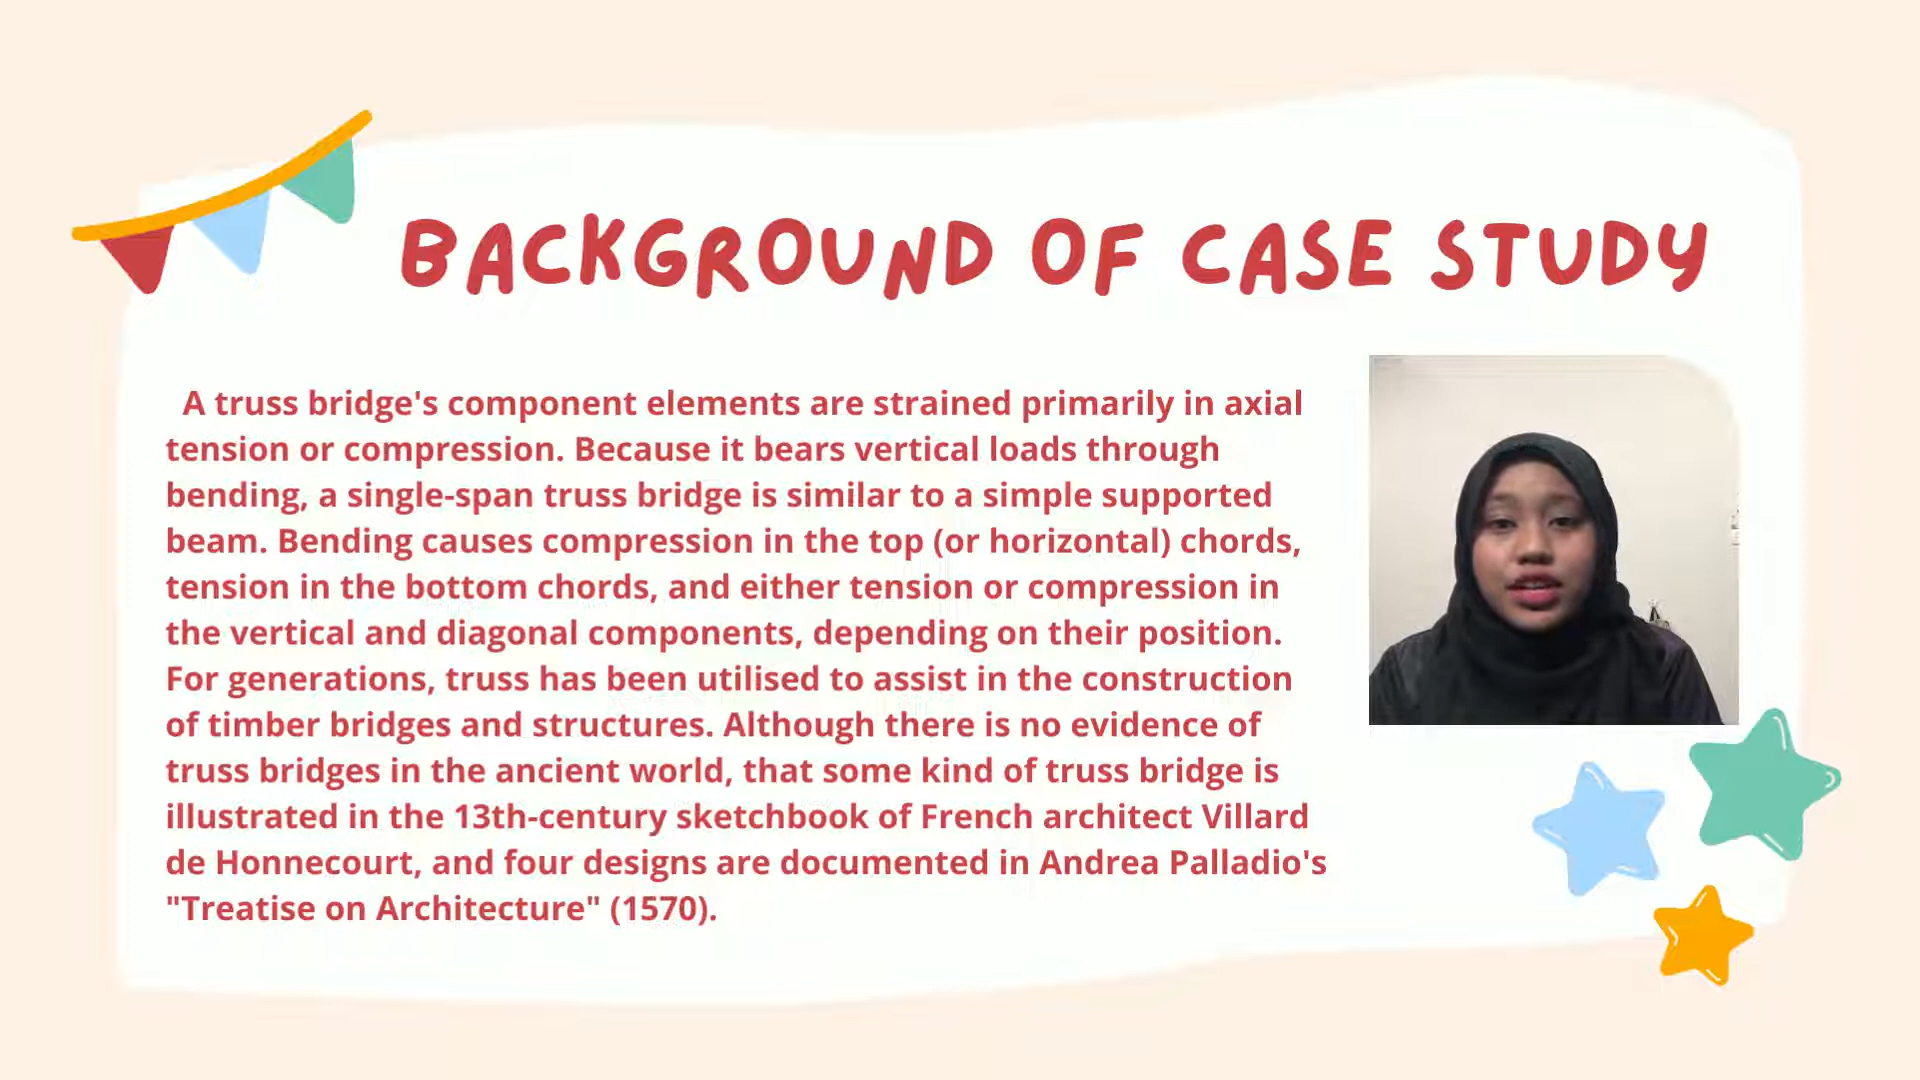 BACKGROUND OF CASE STUDY
A truss bridge's component elements are strained primarily in axial
tension or compression. Because it bears vertical loads through
bending, a single-span truss bridge is similar to a simple supported
beam. Bending causes compression in the top (or horizontal) chords,
tension in the bottom chords, and either tension or compression in
the vertical and diagonal components, depending on their position.
For generations, truss has been utilised to assist in the construction
of timber bridges and structures. Although there is no evidence of
truss bridges in the ancient world, that some kind of truss bridge is
illustrated in the 13th-century sketchbook of French architect Villard
de Honnecourt, and four designs are documented in Andrea Palladio's
"Treatise on Architecture" (1570).